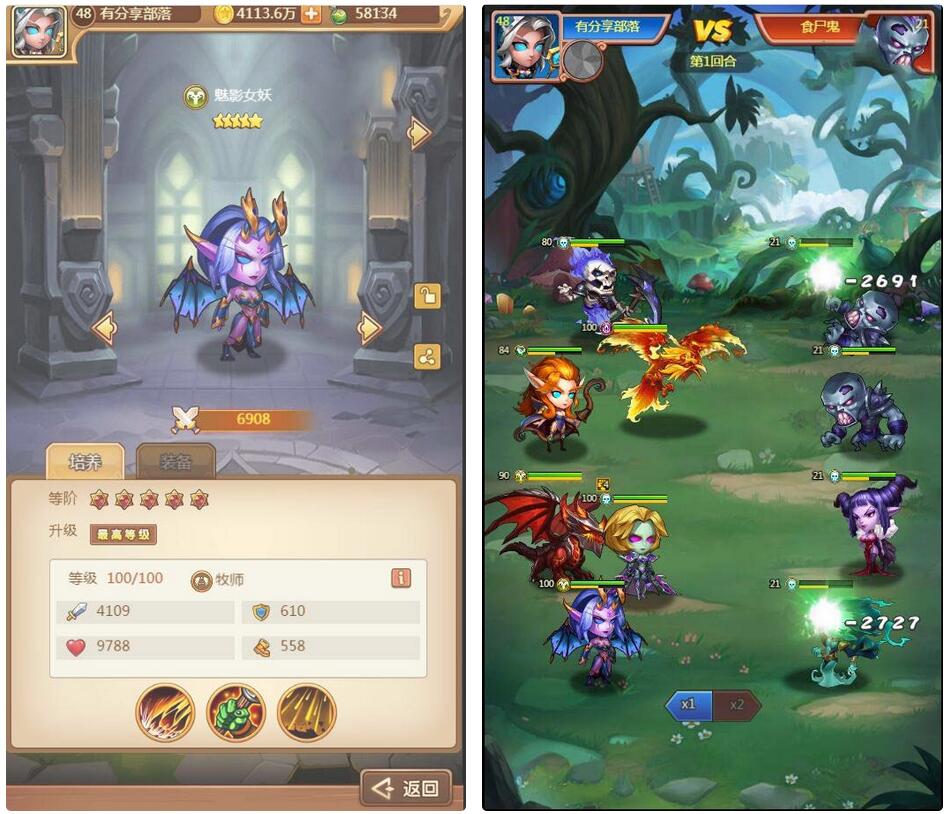 48 有分享部落 4113.6万 58134
魅影女妖
6908
培养 装备
等阶
升级 最高等级
等级 100/100 牧师
4109 610
9788 558
返回
48 有分享部落 VS 食尸鬼 21
第1回合
80 21
-2691
100
84 21
90 21
100
100 21
-2727
x1 x2